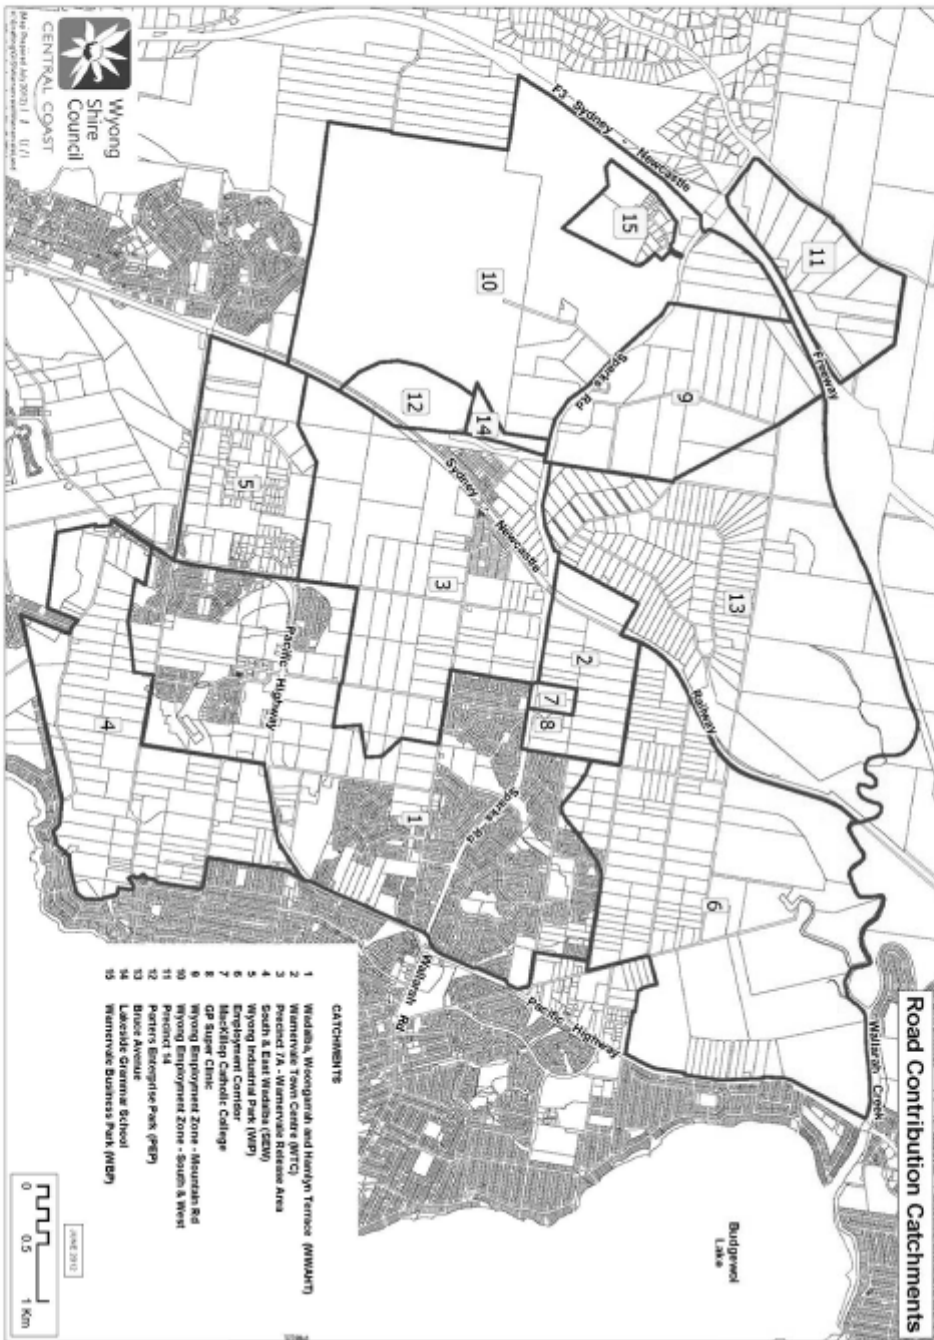 Road Contribution Catchments
Wyong
Shire
Council
CENTRAL COAST
F3 Sydney - Newcastle
Freeway
11
15
10
Sparks Rd
9
12
14
13
5
Sydney - Newcastle
Railway
3
2
7
8
Pacific Highway
4
1
Sparks Rd
6
Wallarah Rd
Pacific Highway
Wallarah Creek
Budgewoi
Lake
CATCHMENTS
1 Wadalba, Woongarrah and Hamlyn Terrace (WWAHT)
2 Warnervale Town Centre (WTC)
3 Precinct 7A - Warnervale Release Area
4 South & East Wadalba (SEW)
5 Wyong Industrial Park (WIP)
6 Employment Corridor
7 MacKillop Catholic College
8 GP Super Clinic
9 Wyong Employment Zone - Mountain Rd
10 Wyong Employment Zone - South & West
11 Precinct 14
12 Porters Enterprise Park (PEP)
13 Bruce Avenue
14 Lakeside Grammar School
15 Warnervale Business Park (WBP)
JUNE 2012
0 0.5 1 Km